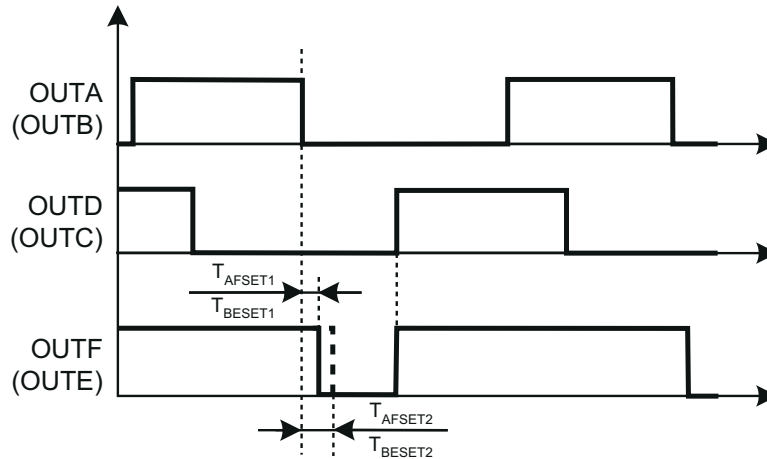 OUTA
(OUTB)
OUTD
(OUTC)
TAFSET1
TBESET1
OUTF
(OUTE)
TAFSET2
TBESET2